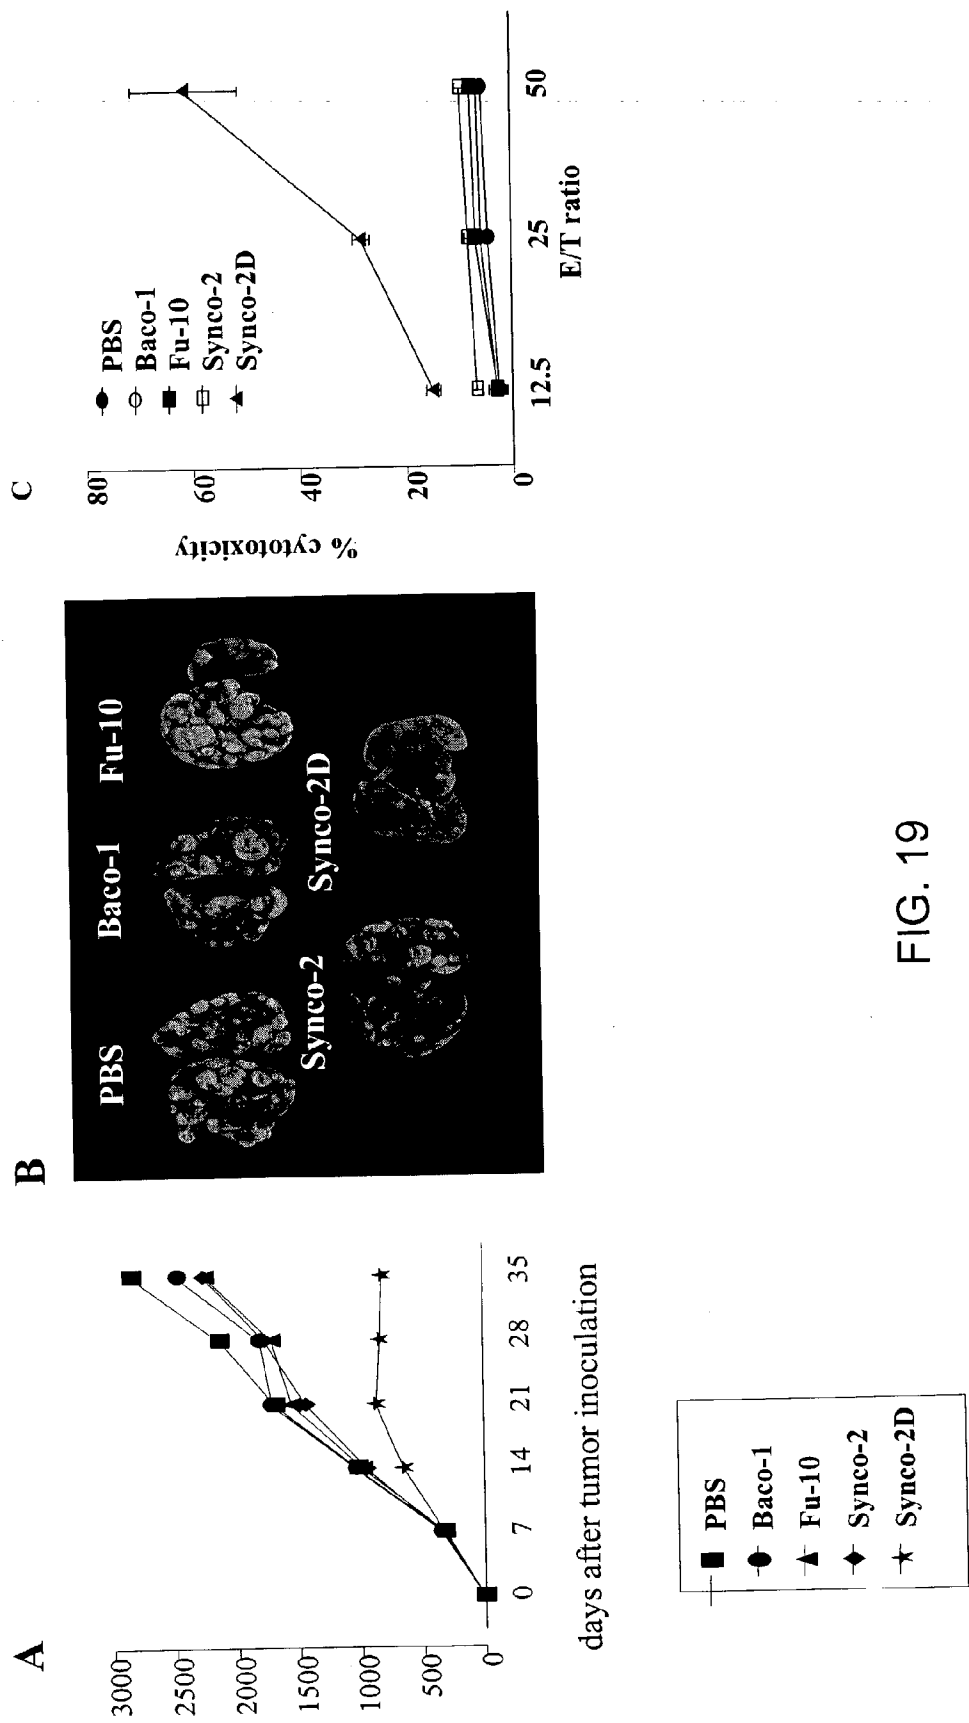 A
3000
2500
2000
1500
1000
500
0
0 7 14 21 28 35
days after tumor inoculation
PBS
Baco-1
Fu-10
Synco-2
Synco-2D
B
PBS Baco-1 Fu-10
Synco-2 Synco-2D
C
% cytotoxicity
80
60
40
20
0
PBS
Baco-1
Fu-10
Synco-2
Synco-2D
12.5 25 50
E/T ratio
FIG. 19